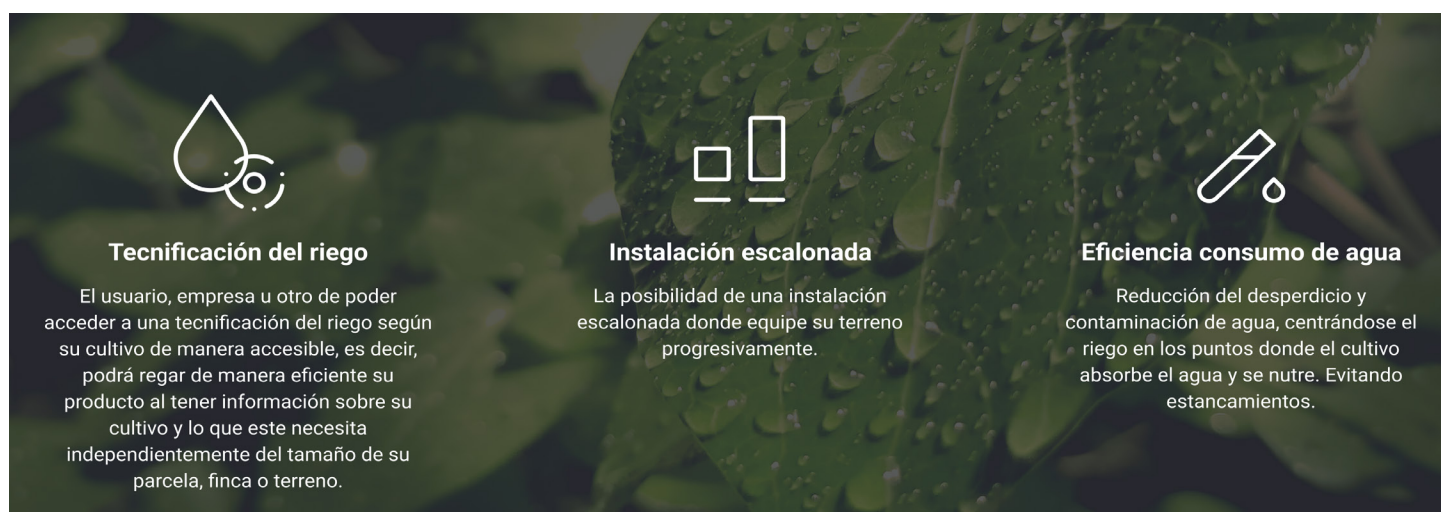 Tecnificación del riego
El usuario, empresa u otro de poder
acceder a una tecnificación del riego según
su cultivo de manera accesible, es decir,
podrá regar de manera eficiente su
producto al tener información sobre su
cultivo y lo que este necesita
independientemente del tamaño de su
parcela, finca o terreno.
Instalación escalonada
La posibilidad de una instalación
escalonada donde equipe su terreno
progresivamente.
Eficiencia consumo de agua
Reducción del desperdicio y
contaminación de agua, centrándose el
riego en los puntos donde el cultivo
absorbe el agua y se nutre. Evitando
estancamientos.